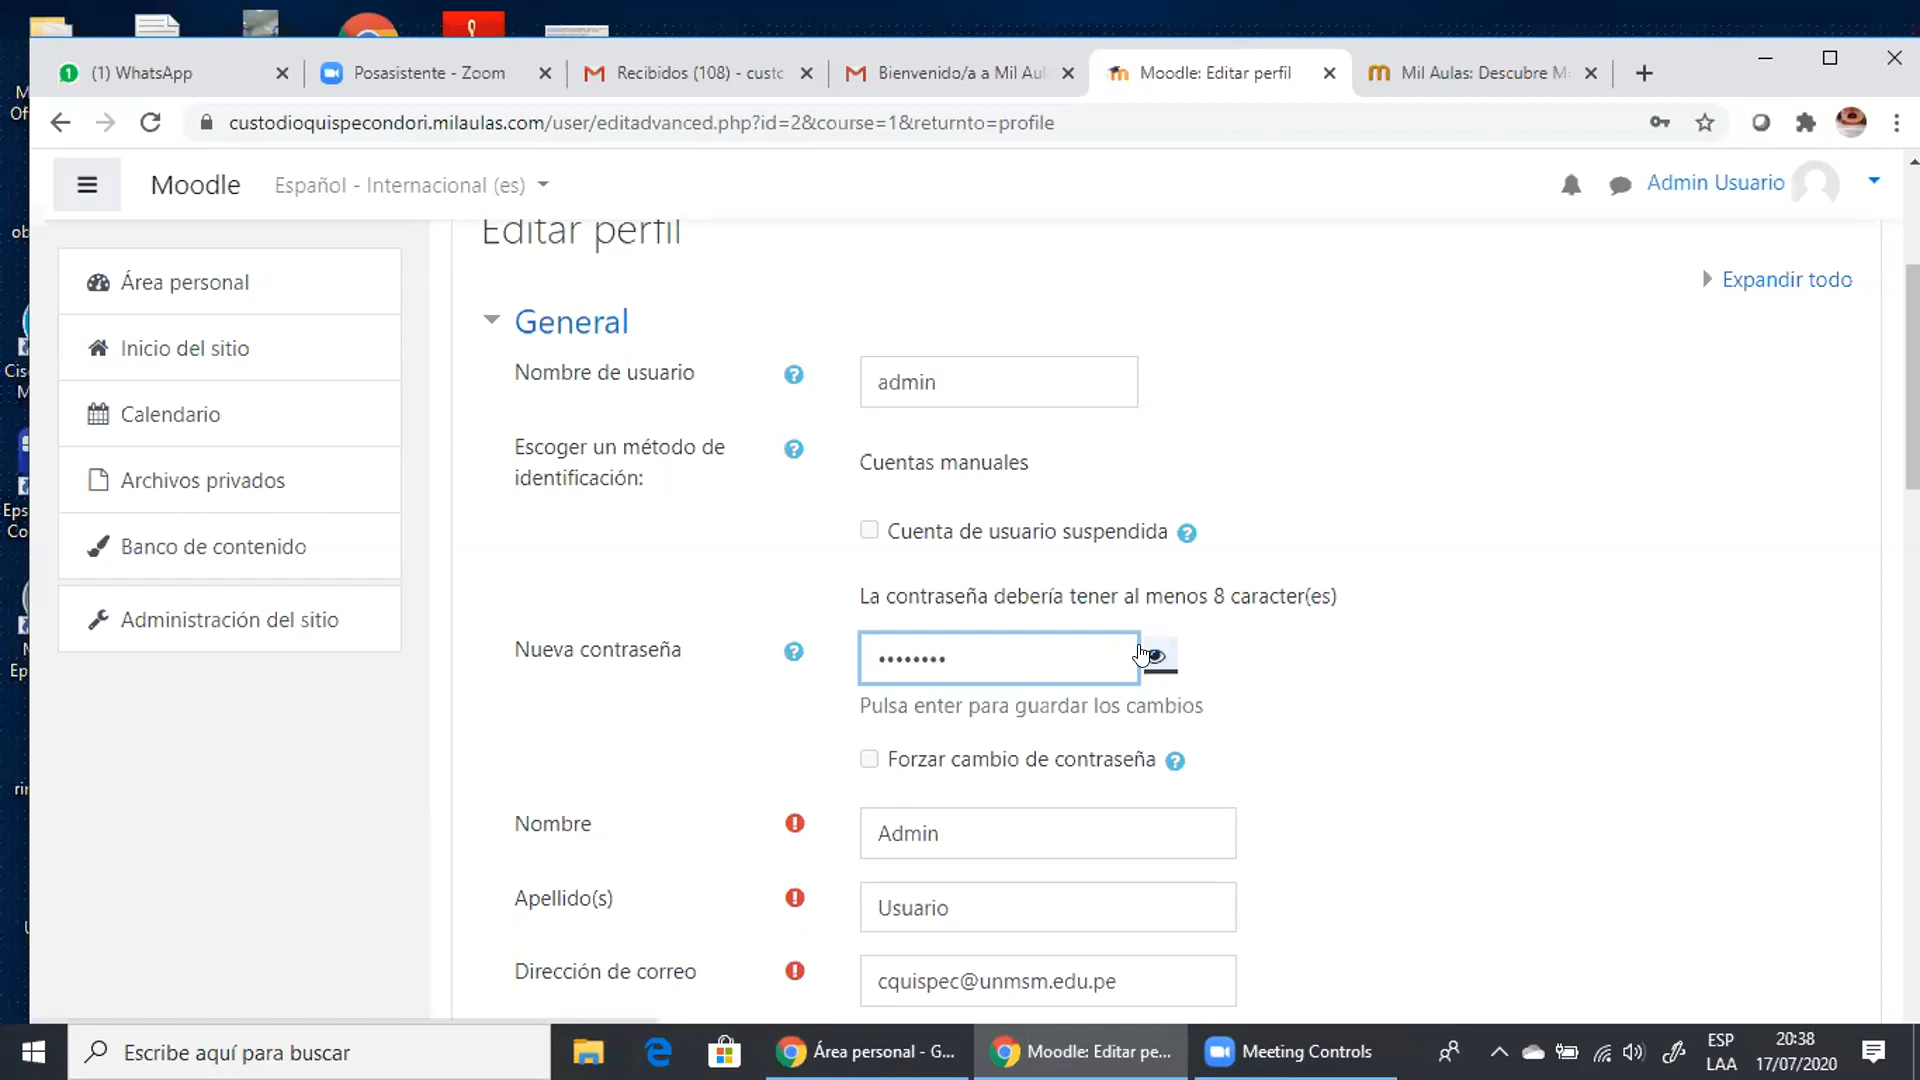 (1) WhatsApp
Posasistente - Zoom
Recibidos (108) - custo
Bienvenido/a a Mil Aul
Moodle: Editar perfil
Mil Aulas: Descubre M
custodioquispecondori.milaulas.com/user/editadvanced.php?id=2&course=1&returnto=profile
Moodle
Español - Internacional (es)
Admin Usuario
Editar perfil
Expandir todo
Área personal
Inicio del sitio
Calendario
Archivos privados
Banco de contenido
Administración del sitio
General
Nombre de usuario
admin
Escoger un método de
identificación:
Cuentas manuales
Cuenta de usuario suspendida
La contraseña debería tener al menos 8 caracter(es)
Nueva contraseña
••••••••
Pulsa enter para guardar los cambios
Forzar cambio de contraseña
Nombre
Admin
Apellido(s)
Usuario
Dirección de correo
cquispec@unmsm.edu.pe
Escribe aquí para buscar
Área personal - G...
Moodle: Editar pe...
Meeting Controls
ESP
LAA
20:38
17/07/2020